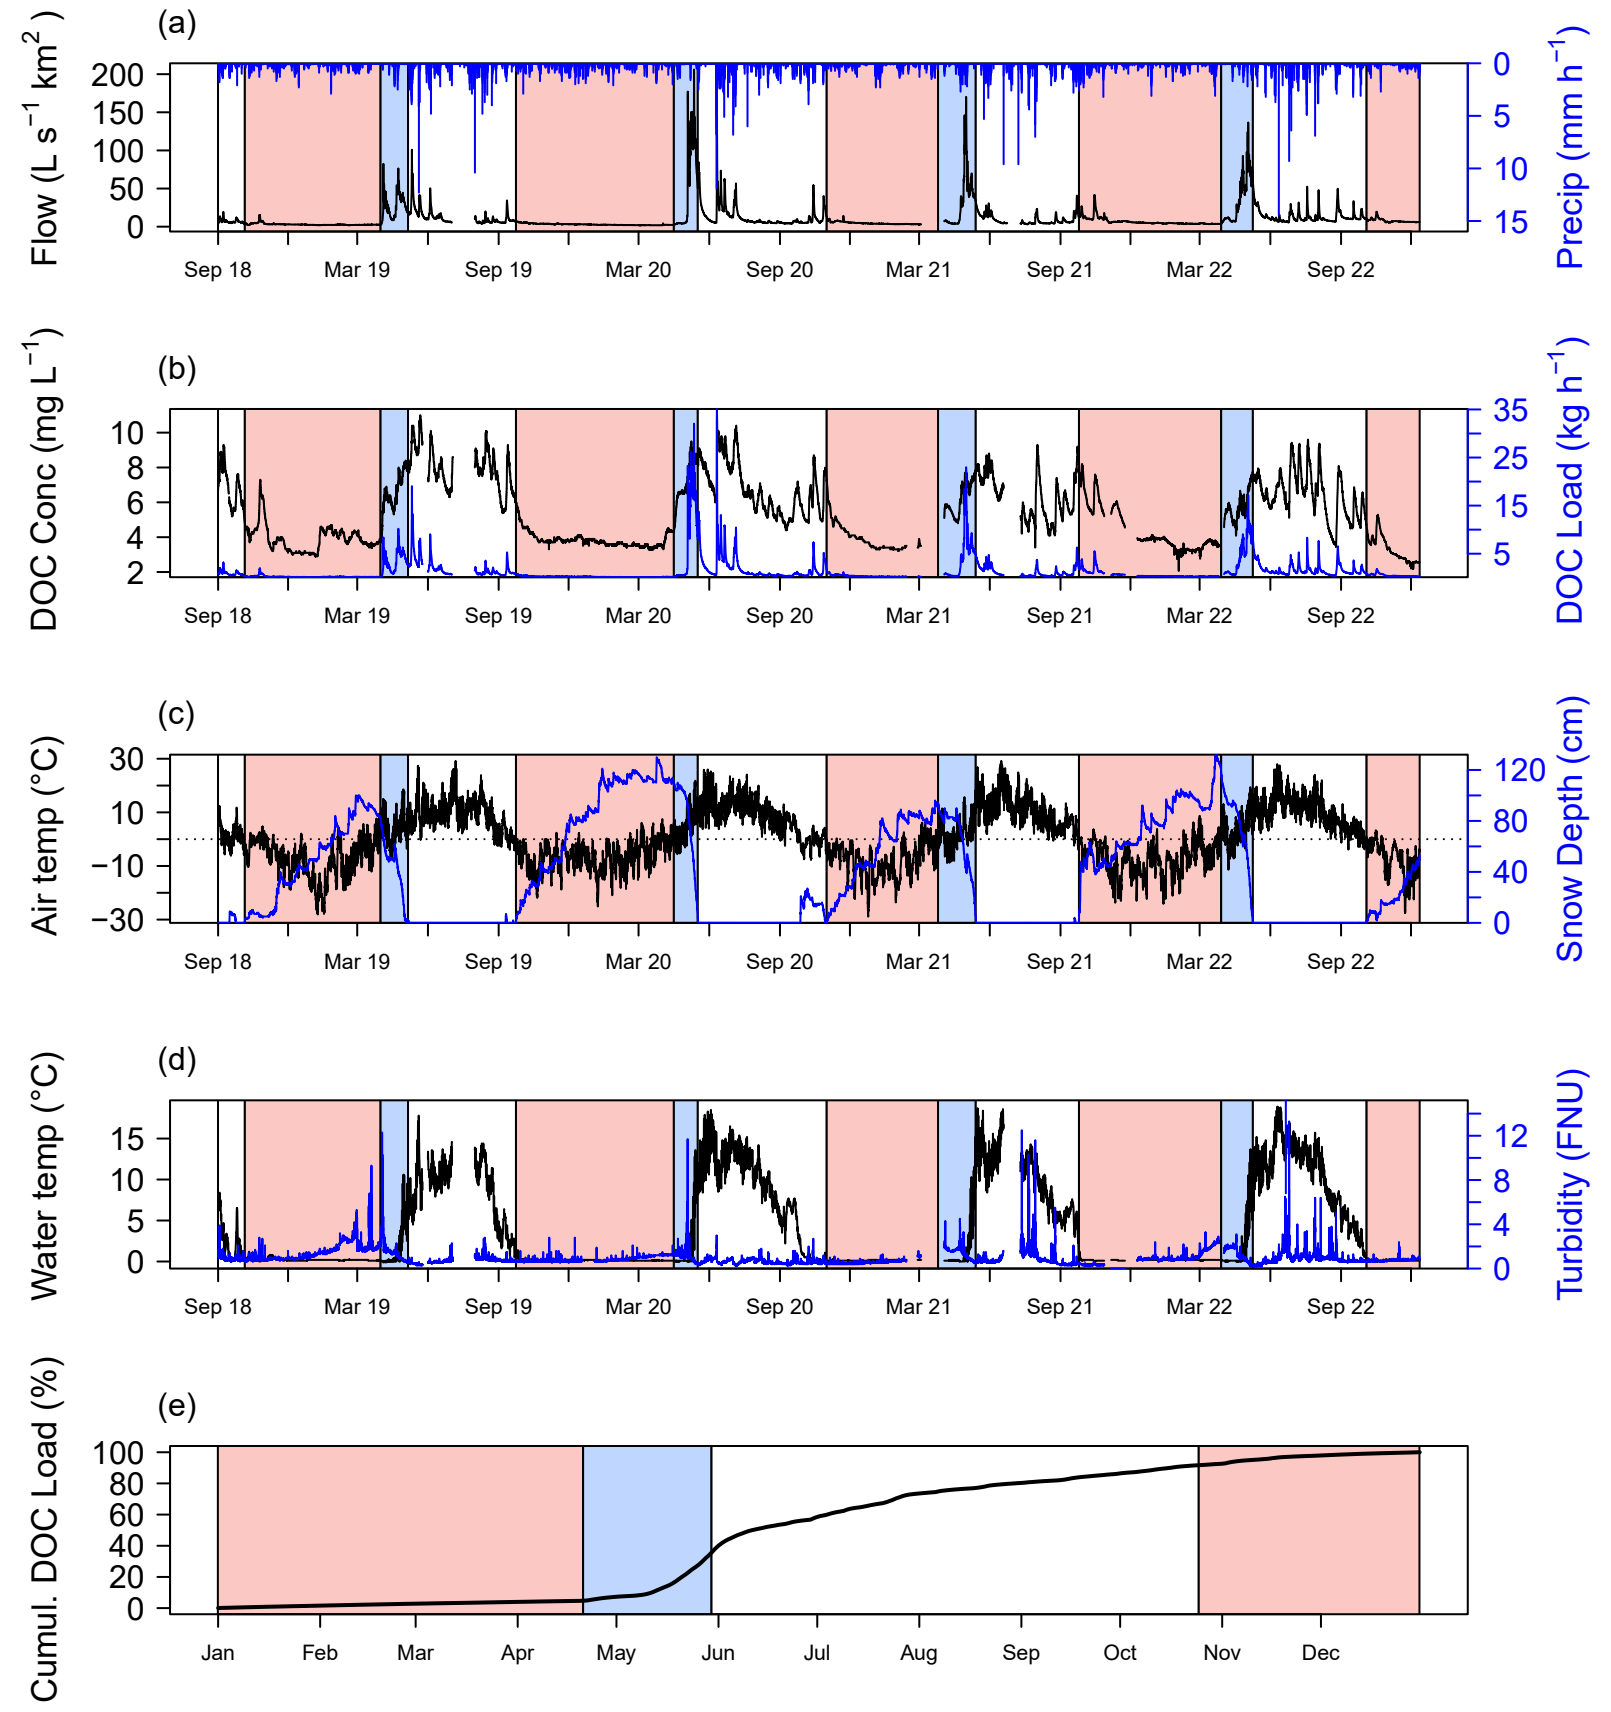 (a)
Flow (L s⁻¹ km²)
200
150
100
50
0
0
5
10
15
Precip (mm h⁻¹)
Sep 18 Mar 19 Sep 19 Mar 20 Sep 20 Mar 21 Sep 21 Mar 22 Sep 22
(b)
DOC Conc (mg L⁻¹)
10
8
6
4
2
35
25
15
5
DOC Load (kg h⁻¹)
Sep 18 Mar 19 Sep 19 Mar 20 Sep 20 Mar 21 Sep 21 Mar 22 Sep 22
(c)
Air temp (°C)
30
10
−10
−30
120
80
40
0
Snow Depth (cm)
Sep 18 Mar 19 Sep 19 Mar 20 Sep 20 Mar 21 Sep 21 Mar 22 Sep 22
(d)
Water temp (°C)
15
10
5
0
12
8
4
0
Turbidity (FNU)
Sep 18 Mar 19 Sep 19 Mar 20 Sep 20 Mar 21 Sep 21 Mar 22 Sep 22
(e)
Cumul. DOC Load (%)
100
80
60
40
20
0
Jan Feb Mar Apr May Jun Jul Aug Sep Oct Nov Dec